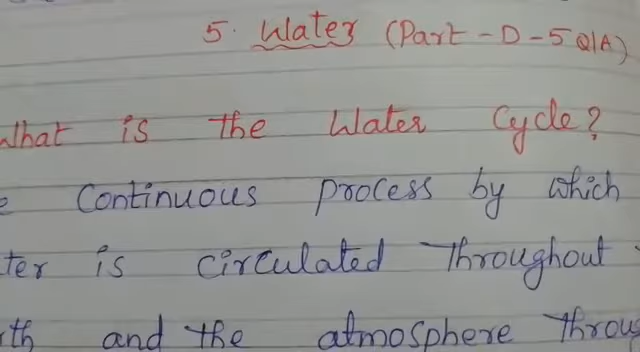 5. Water (Part - D - 5 Q/A)
What is the Water Cycle?
continuous process by which
ter is circulated throughout
th and the atmosphere throu